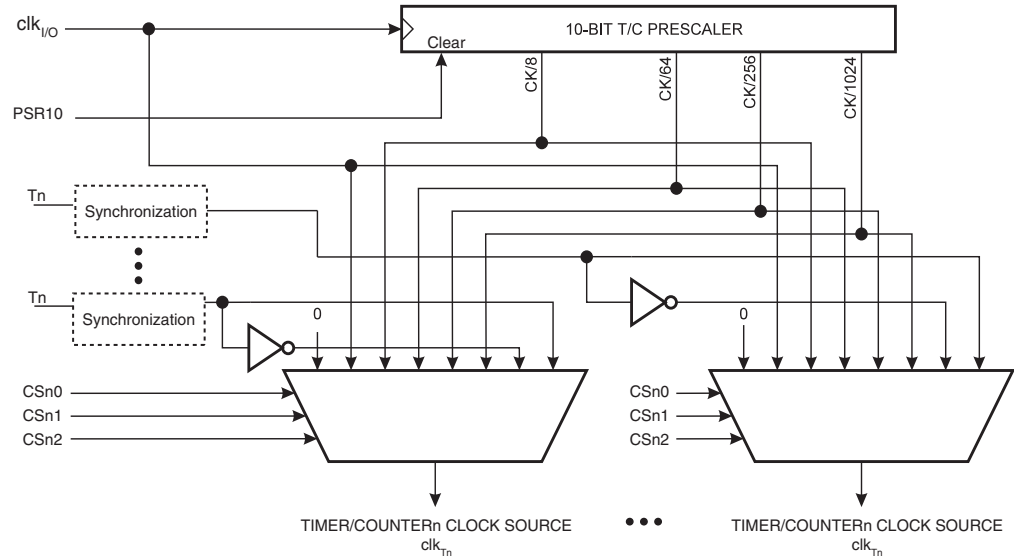 clkI/O
10-BIT T/C PRESCALER
Clear
CK/8
CK/64
CK/256
CK/1024
PSR10
Tn
Synchronization
Tn
Synchronization
0
0
CSn0
CSn1
CSn2
CSn0
CSn1
CSn2
TIMER/COUNTERn CLOCK SOURCE
clkTn
TIMER/COUNTERn CLOCK SOURCE
clkTn